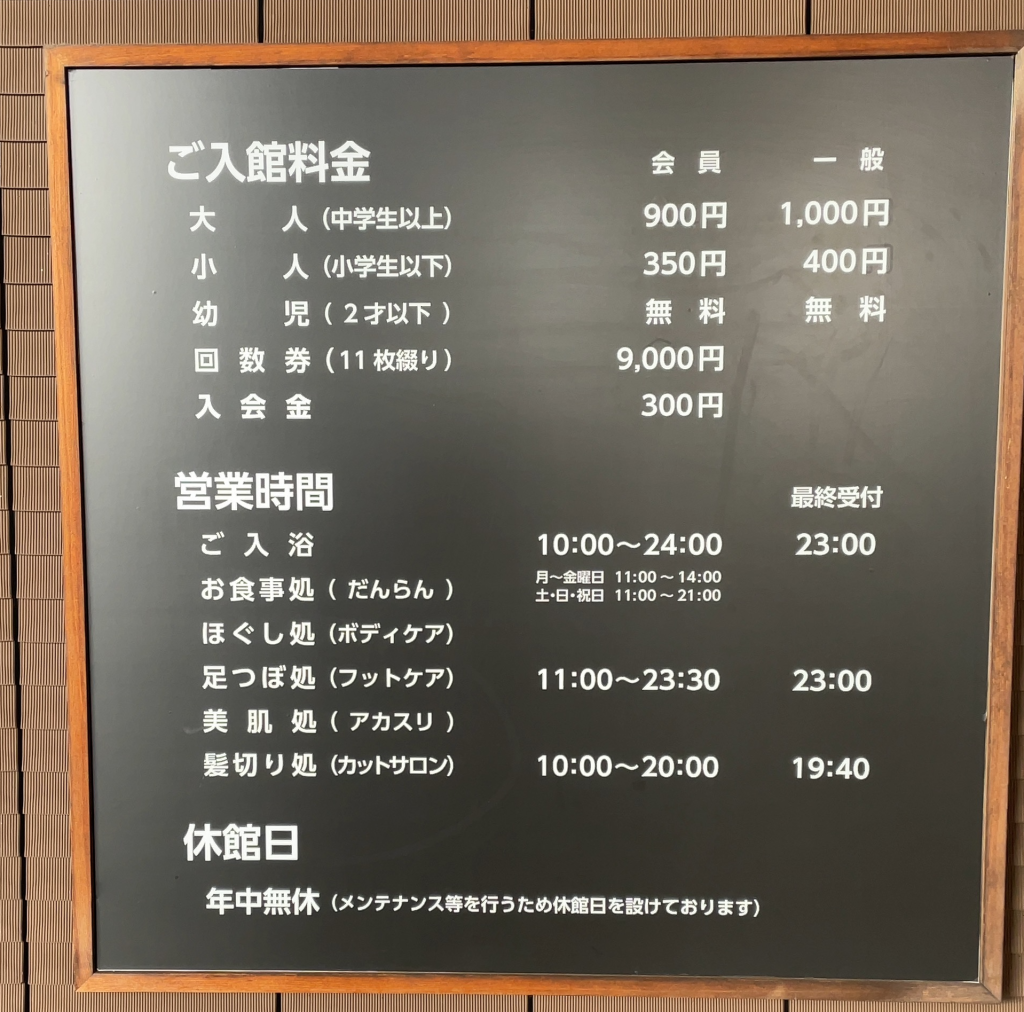 ご入館料金 会員 一般
大人（中学生以上） 900円 1,000円
小人（小学生以下） 350円 400円
幼児（2才以下） 無料 無料
回数券（11枚綴り） 9,000円
入会金 300円
営業時間 最終受付
ご入浴 10:00〜24:00 23:00
お食事処（だんらん） 月〜金曜日 11:00〜14:00
土・日・祝日 11:00〜21:00
ほぐし処（ボディケア）
足つぼ処（フットケア） 11:00〜23:30 23:00
美肌処（アカスリ）
髪切り処（カットサロン） 10:00〜20:00 19:40
休館日
年中無休（メンテナンス等を行うため休館日を設けております）